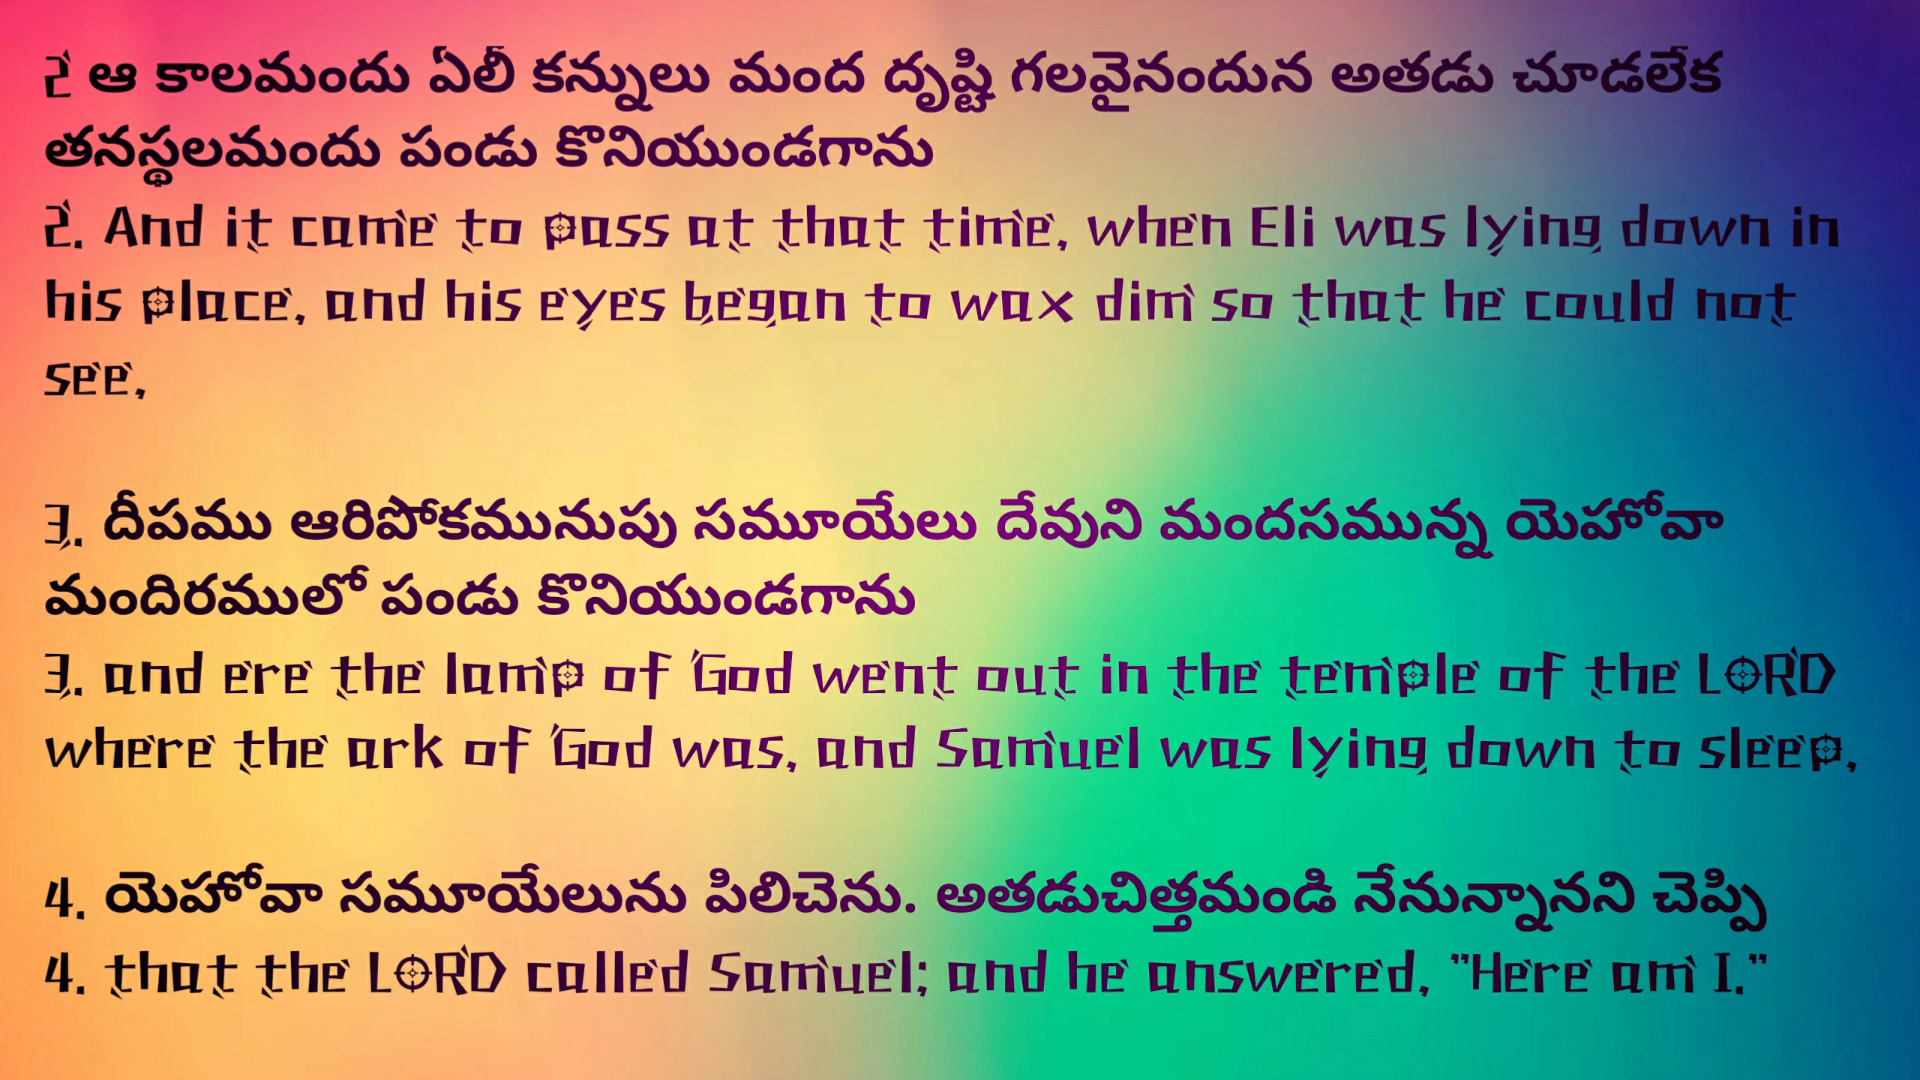 2 ఆ కాలమందు ఏలీ కన్నులు మంద దృష్టి గలవైనందున అతడు చూడలేక
తనస్థలమందు పండు కొనియుండగాను
2. And it came to pass at that time, when Eli was lying down in
his place, and his eyes began to wax dim so that he could not
see,
3. దీపము ఆరిపోకమునుపు సమూయేలు దేవుని మందసమున్న యెహోవా
మందిరములో పండు కొనియుండగాను
3. and ere the lamp of God went out in the temple of the LORD
where the ark of God was, and Samuel was lying down to sleep,
4. యెహోవా సమూయేలును పిలిచెను. అతడుచిత్తమండి నేనున్నానని చెప్పి
4. that the LORD called Samuel; and he answered, "Here am I."